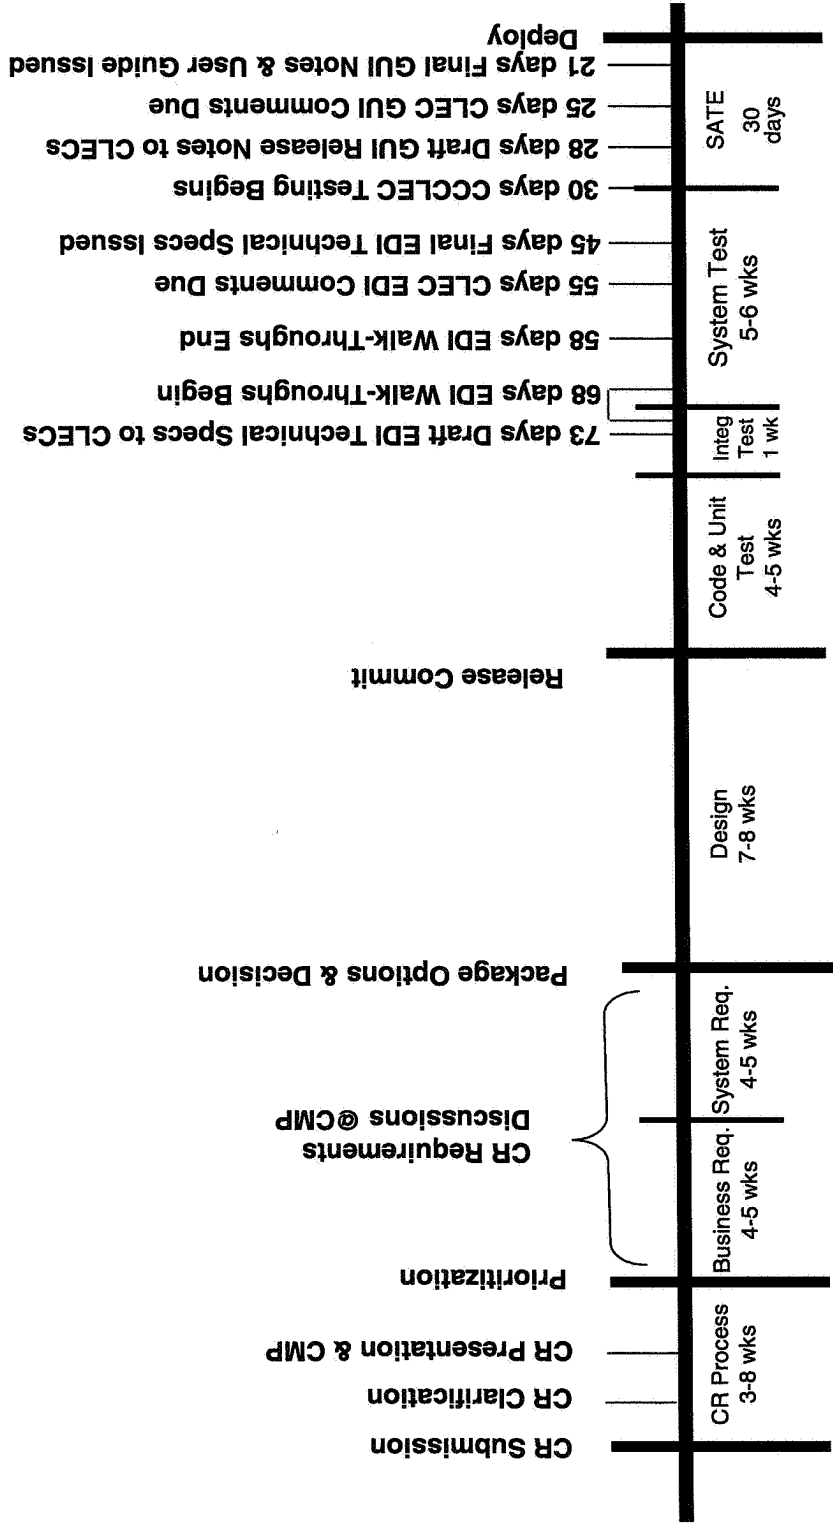 Deploy
21 days Final GUI Notes & User Guide Issued
25 days CLEC GUI Comments Due
28 days Draft GUI Release Notes to CLECs
30 days CCCLEC Testing Begins
45 days Final EDI Technical Specs Issued
55 days CLEC EDI Comments Due
58 days EDI Walk-Throughs End
68 days EDI Walk-Throughs Begin
73 days Draft EDI Technical Specs to CLECs
Release Commit
Package Options & Decision
CR Requirements
Discussions @CMP
Prioritization
CR Presentation & CMP
CR Clarification
CR Submission
CR Process
3-8 wks
Business Req.
4-5 wks
System Req.
4-5 wks
Design
7-8 wks
Code & Unit
Test
4-5 wks
Integ
Test
1 wk
System Test
5-6 wks
SATE
30
days